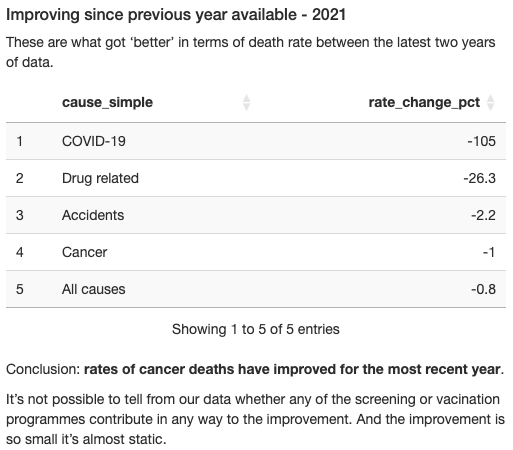 Improving since previous year available - 2021
These are what got ‘better’ in terms of death rate between the latest two years
of data.
cause_simple rate_change_pct
1 COVID-19 -105
2 Drug related -26.3
3 Accidents -2.2
4 Cancer -1
5 All causes -0.8
Showing 1 to 5 of 5 entries
Conclusion: rates of cancer deaths have improved for the most recent year.
It’s not possible to tell from our data whether any of the screening or vacination
programmes contribute in any way to the improvement. And the improvement is
so small it’s almost static.